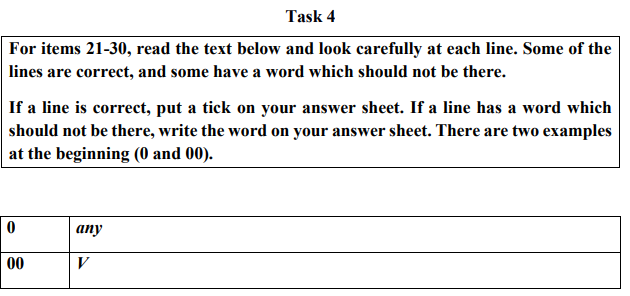 Task 4
For items 21-30, read the text below and look carefully at each line. Some of the
lines are correct, and some have a word which should not be there.
If a line is correct, put a tick on your answer sheet. If a line has a word which
should not be there, write the word on your answer sheet. There are two examples
at the beginning (0 and 00).
0 any
00 V